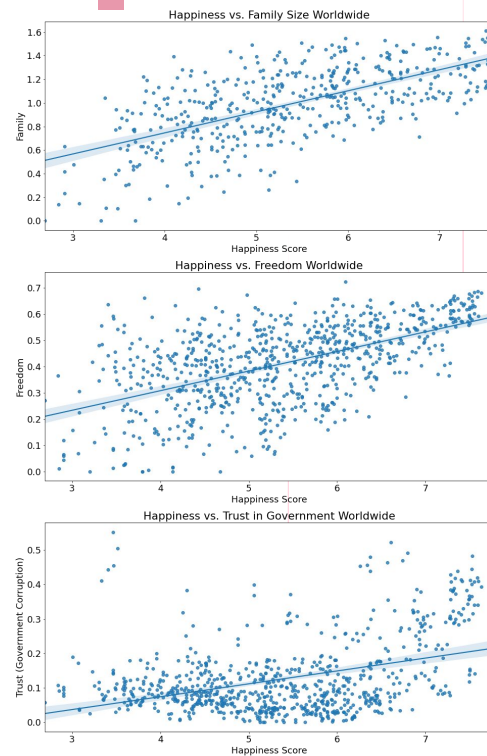 Happiness vs. Family Size Worldwide
1.6
1.4
1.2
1.0
0.8
0.6
0.4
0.2
0.0
Family
3 4 5 6 7
Happiness Score
Happiness vs. Freedom Worldwide
0.7
0.6
0.5
0.4
0.3
0.2
0.1
0.0
Freedom
3 4 5 6 7
Happiness Score
Happiness vs. Trust in Government Worldwide
0.5
0.4
0.3
0.2
0.1
0.0
Trust (Government Corruption)
3 4 5 6 7
Happiness Score